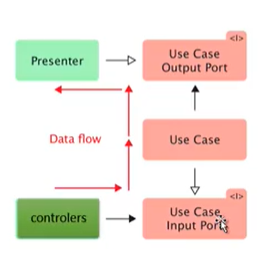 <I>
Presenter
Use Case
Output Port
Data flow
Use Case
<I>
controlers
Use Case
Input Port